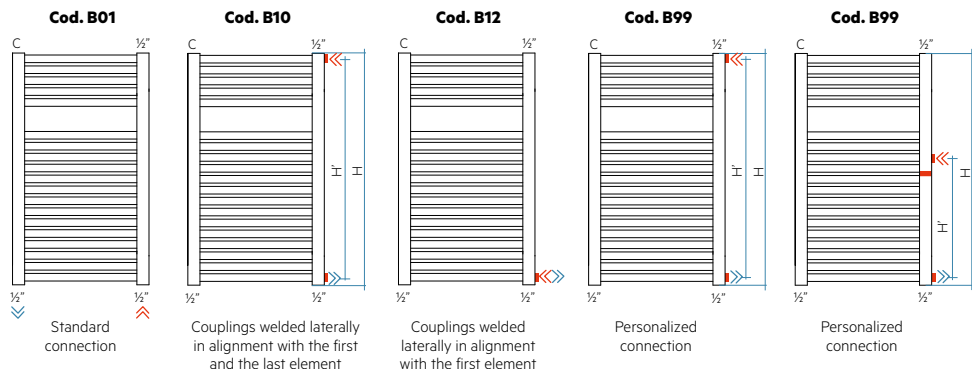 Cod. B01
Cod. B10
Cod. B12
Cod. B99
Cod. B99
C ½”
C ½”
C ½”
C ½”
C ½”
H' H
H' H
H' H
½” ½”
½” ½”
½” ½”
½” ½”
½” ½”
Standard
connection
Couplings welded laterally
in alignment with the first
and the last element
Couplings welded
laterally in alignment
with the first element
Personalized
connection
Personalized
connection